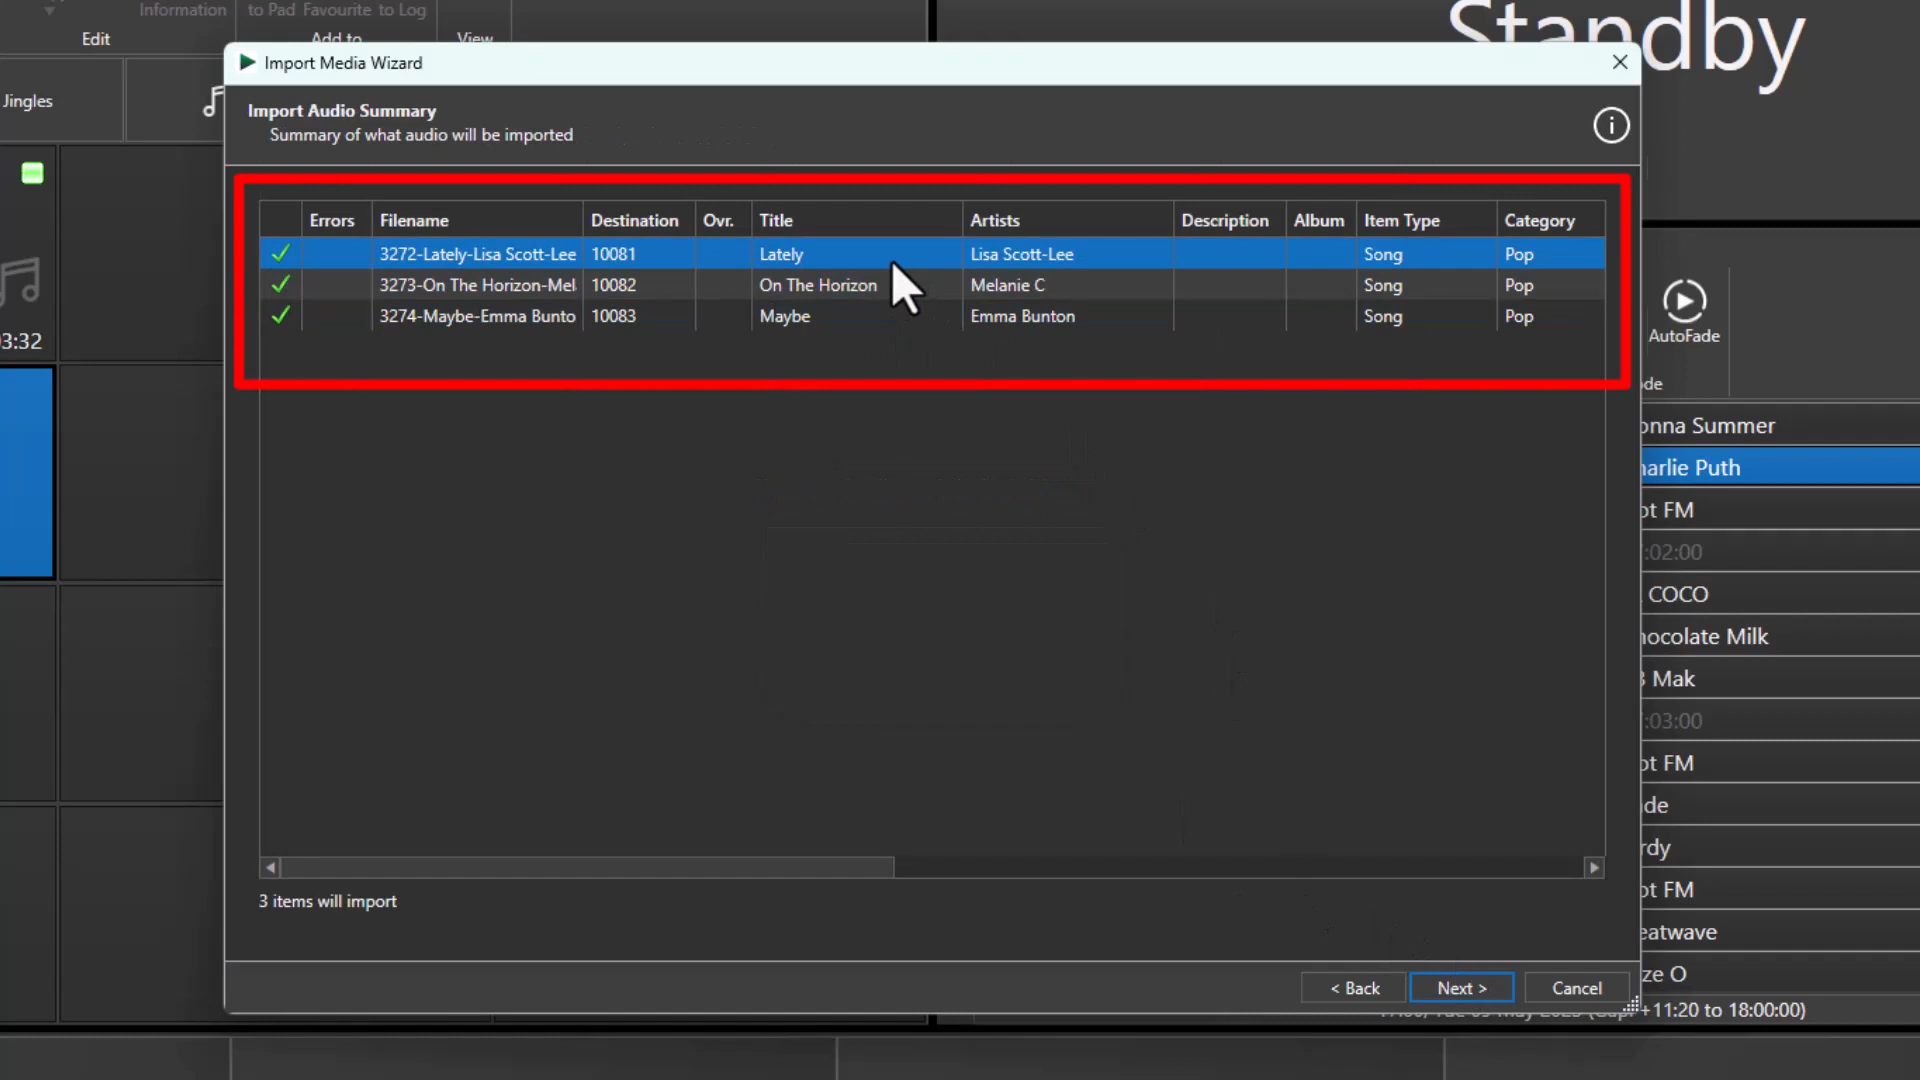 Information
to Pad Favourite to Log
Edit
Add to
View
Standby
Jingles
Import Media Wizard
Import Audio Summary
Summary of what audio will be imported
Errors Filename Destination Ovr. Title Artists Description Album Item Type Category
3272-Lately-Lisa Scott-Lee 10081 Lately Lisa Scott-Lee Song Pop
3273-On The Horizon-Mel 10082 On The Horizon Melanie C Song Pop
3274-Maybe-Emma Bunto 10083 Maybe Emma Bunton Song Pop
3:32
AutoFade
de
onna Summer
harlie Puth
ot FM
:02:00
COCO
hocolate Milk
Mak
:03:00
ot FM
de
rdy
ot FM
eatwave
ze O
3 items will import
< Back
Next >
Cancel
+11:20 to 18:00:00)